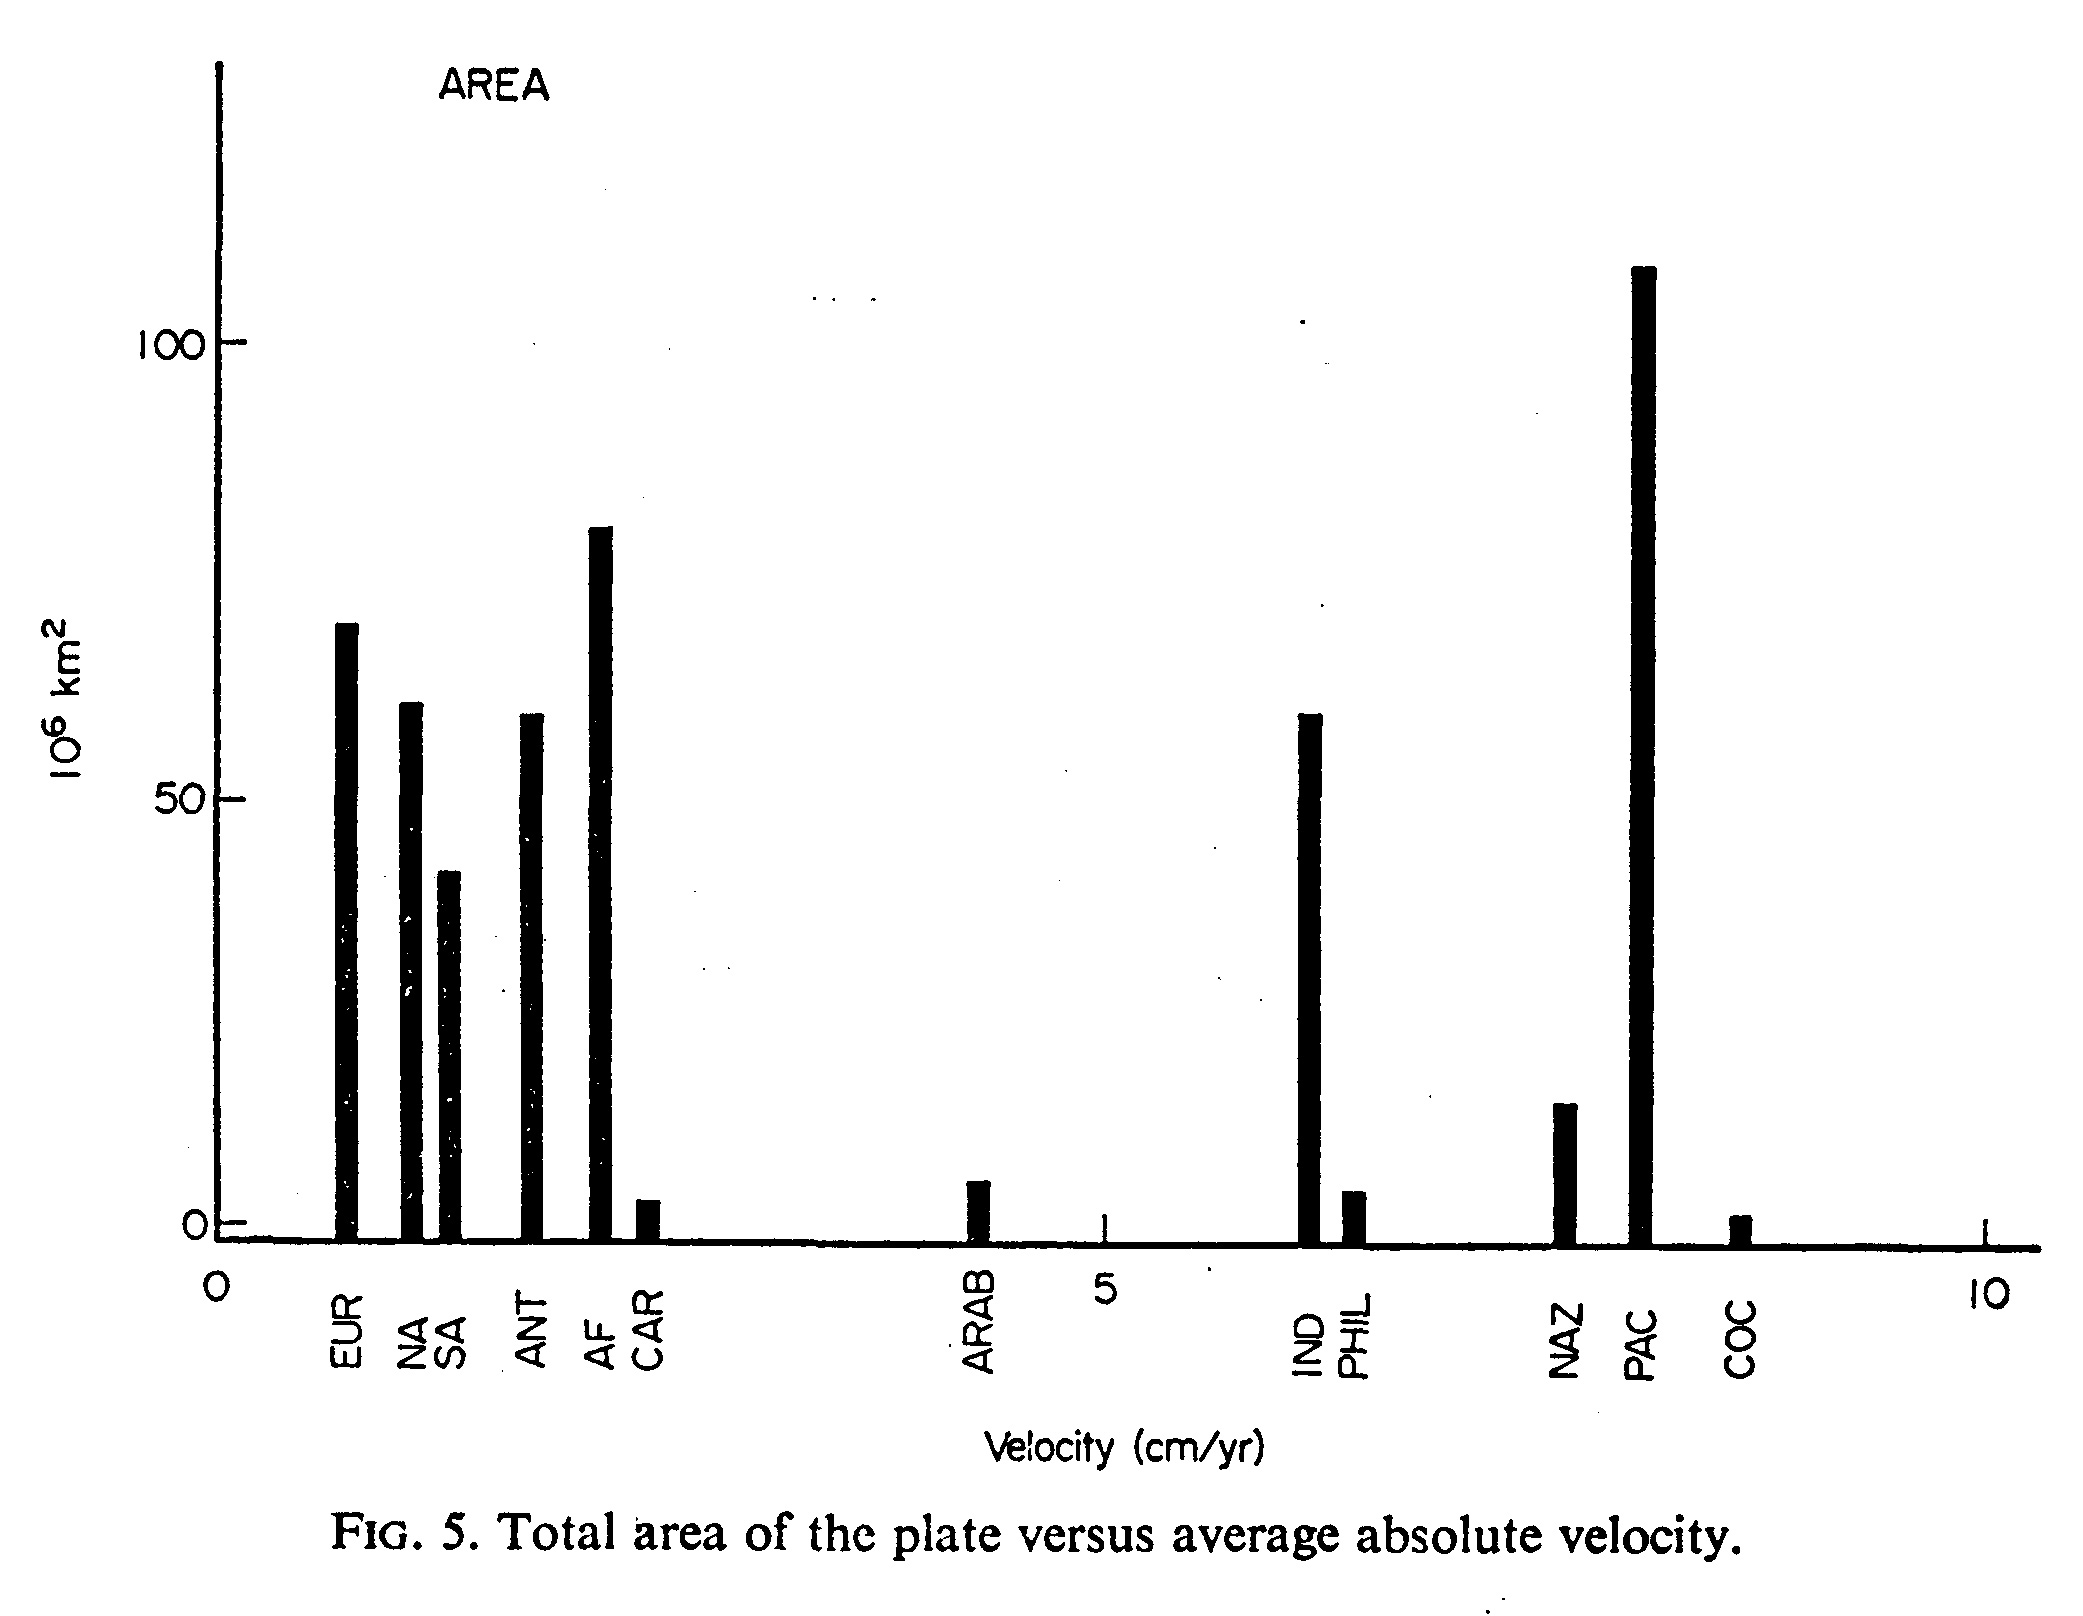 AREA
100
10⁶ km²
50
0
0 5 10
EUR NA SA ANT AF CAR ARAB IND PHIL NAZ PAC COC
Velocity (cm/yr)
FIG. 5. Total area of the plate versus average absolute velocity.